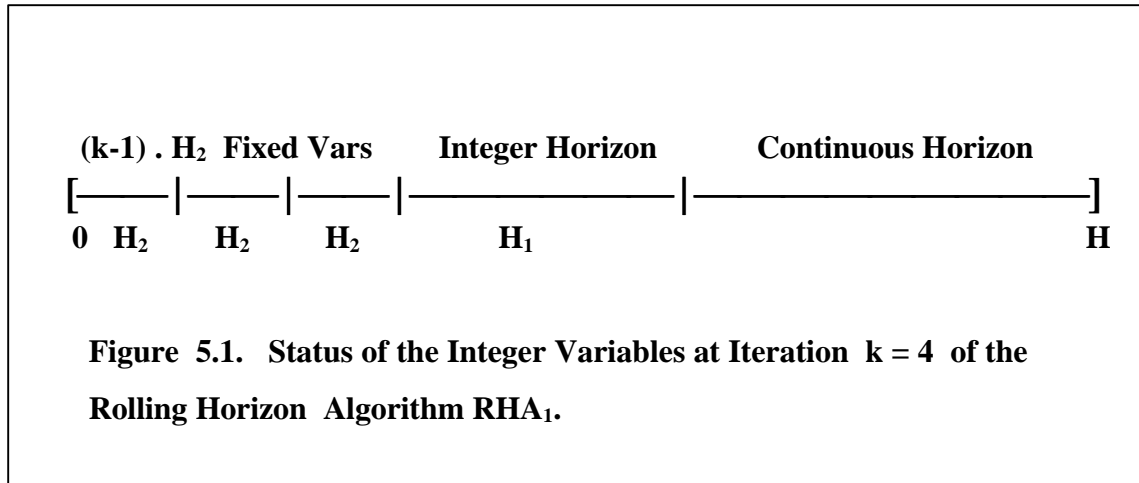 (k-1) . H₂ Fixed Vars Integer Horizon Continuous Horizon
[———|———|———|—————————|—————————————]
0 H₂ H₂ H₂ H₁ H
Figure 5.1. Status of the Integer Variables at Iteration k = 4 of the
Rolling Horizon Algorithm RHA₁.